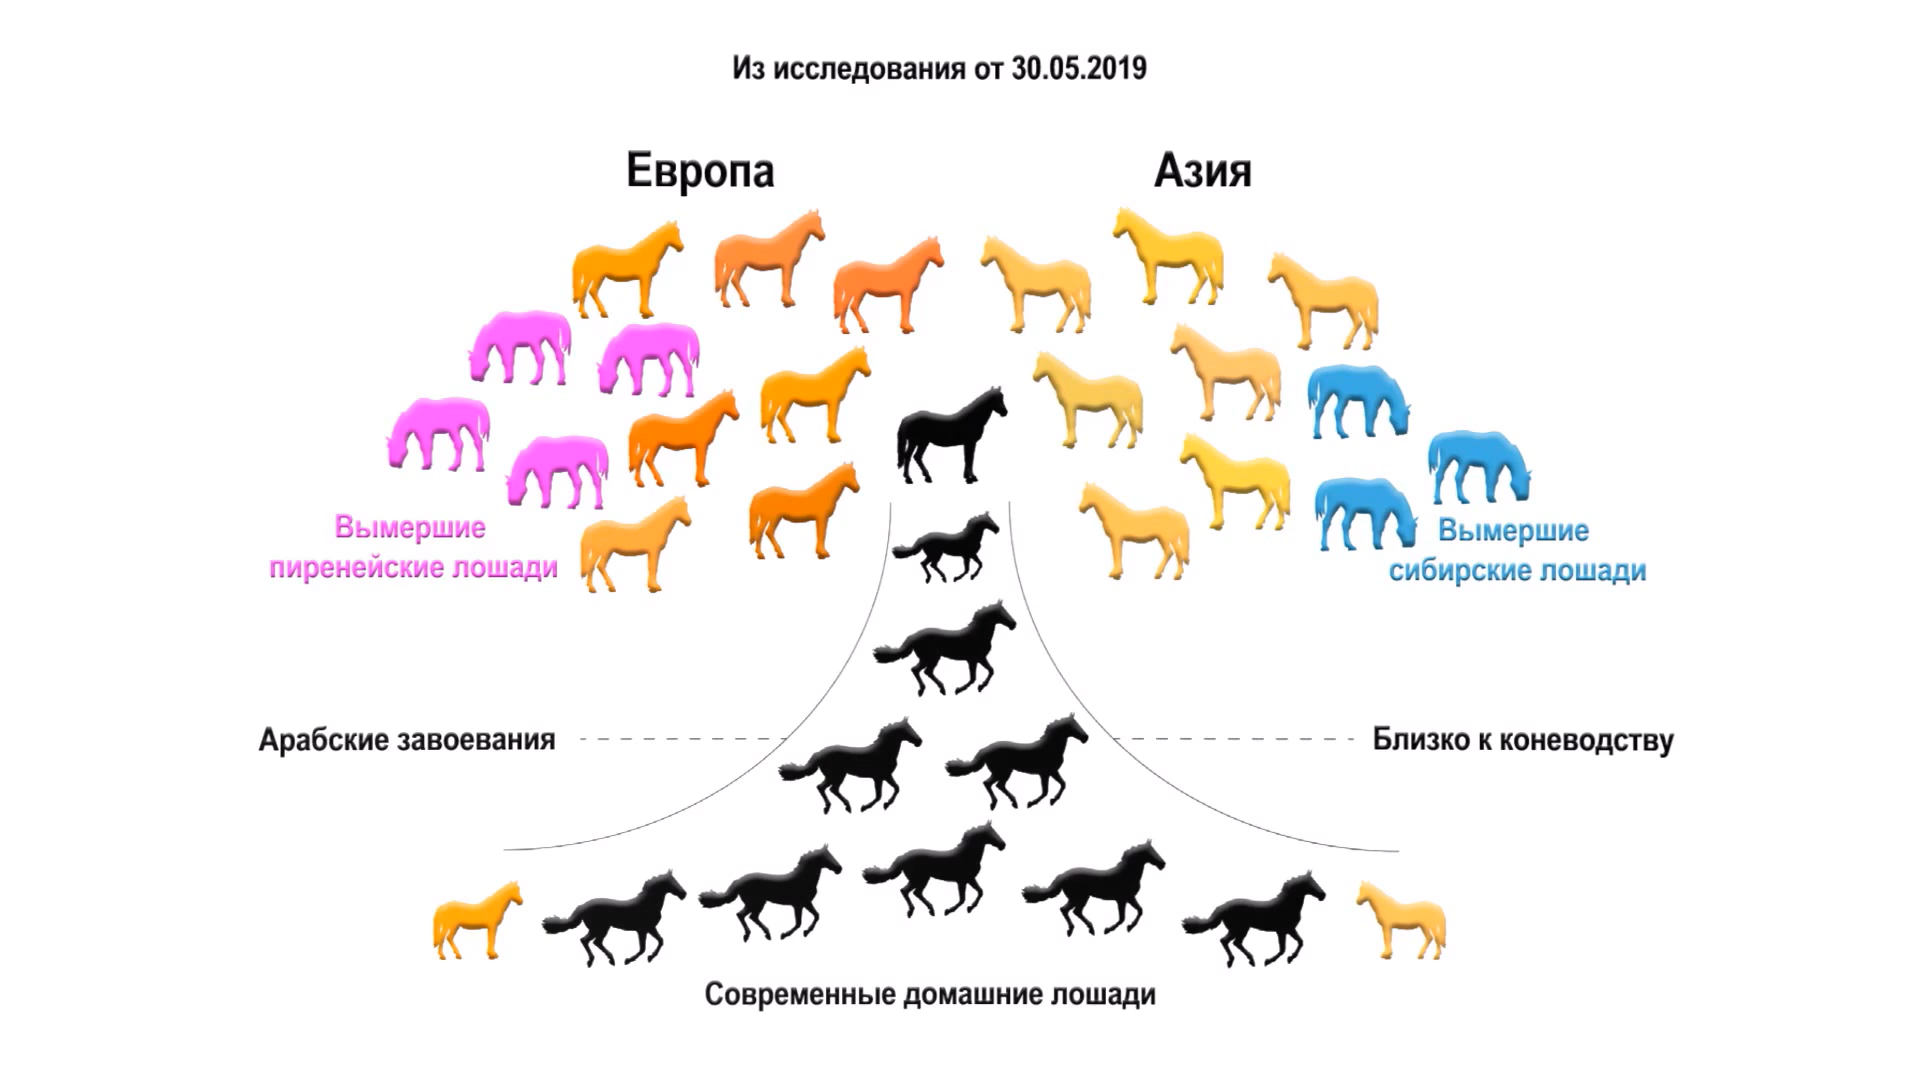 Из исследования от 30.05.2019
Европа
Азия
Вымершие
пиренейские лошади
Вымершие
сибирские лошади
Арабские завоевания
Близко к коневодству
Современные домашние лошади